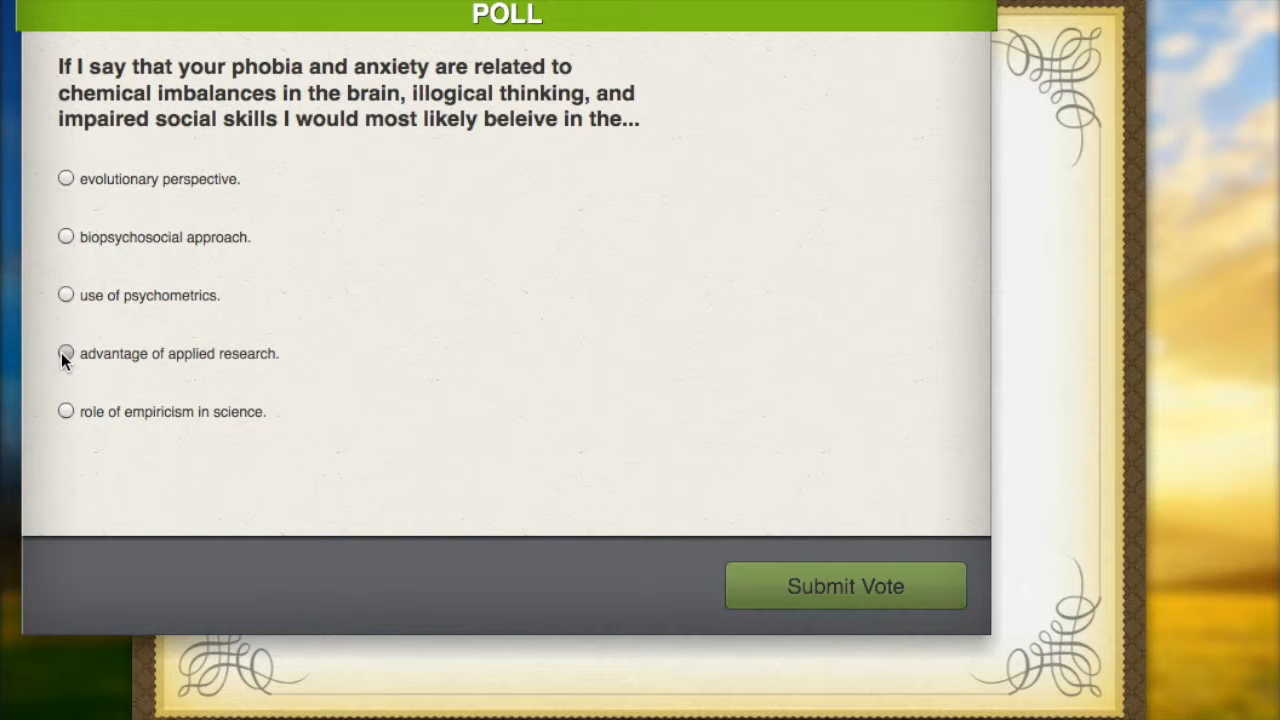 POLL
If I say that your phobia and anxiety are related to
chemical imbalances in the brain, illogical thinking, and
impaired social skills I would most likely beleive in the...
evolutionary perspective.
biopsychosocial approach.
use of psychometrics.
advantage of applied research.
role of empiricism in science.
Submit Vote